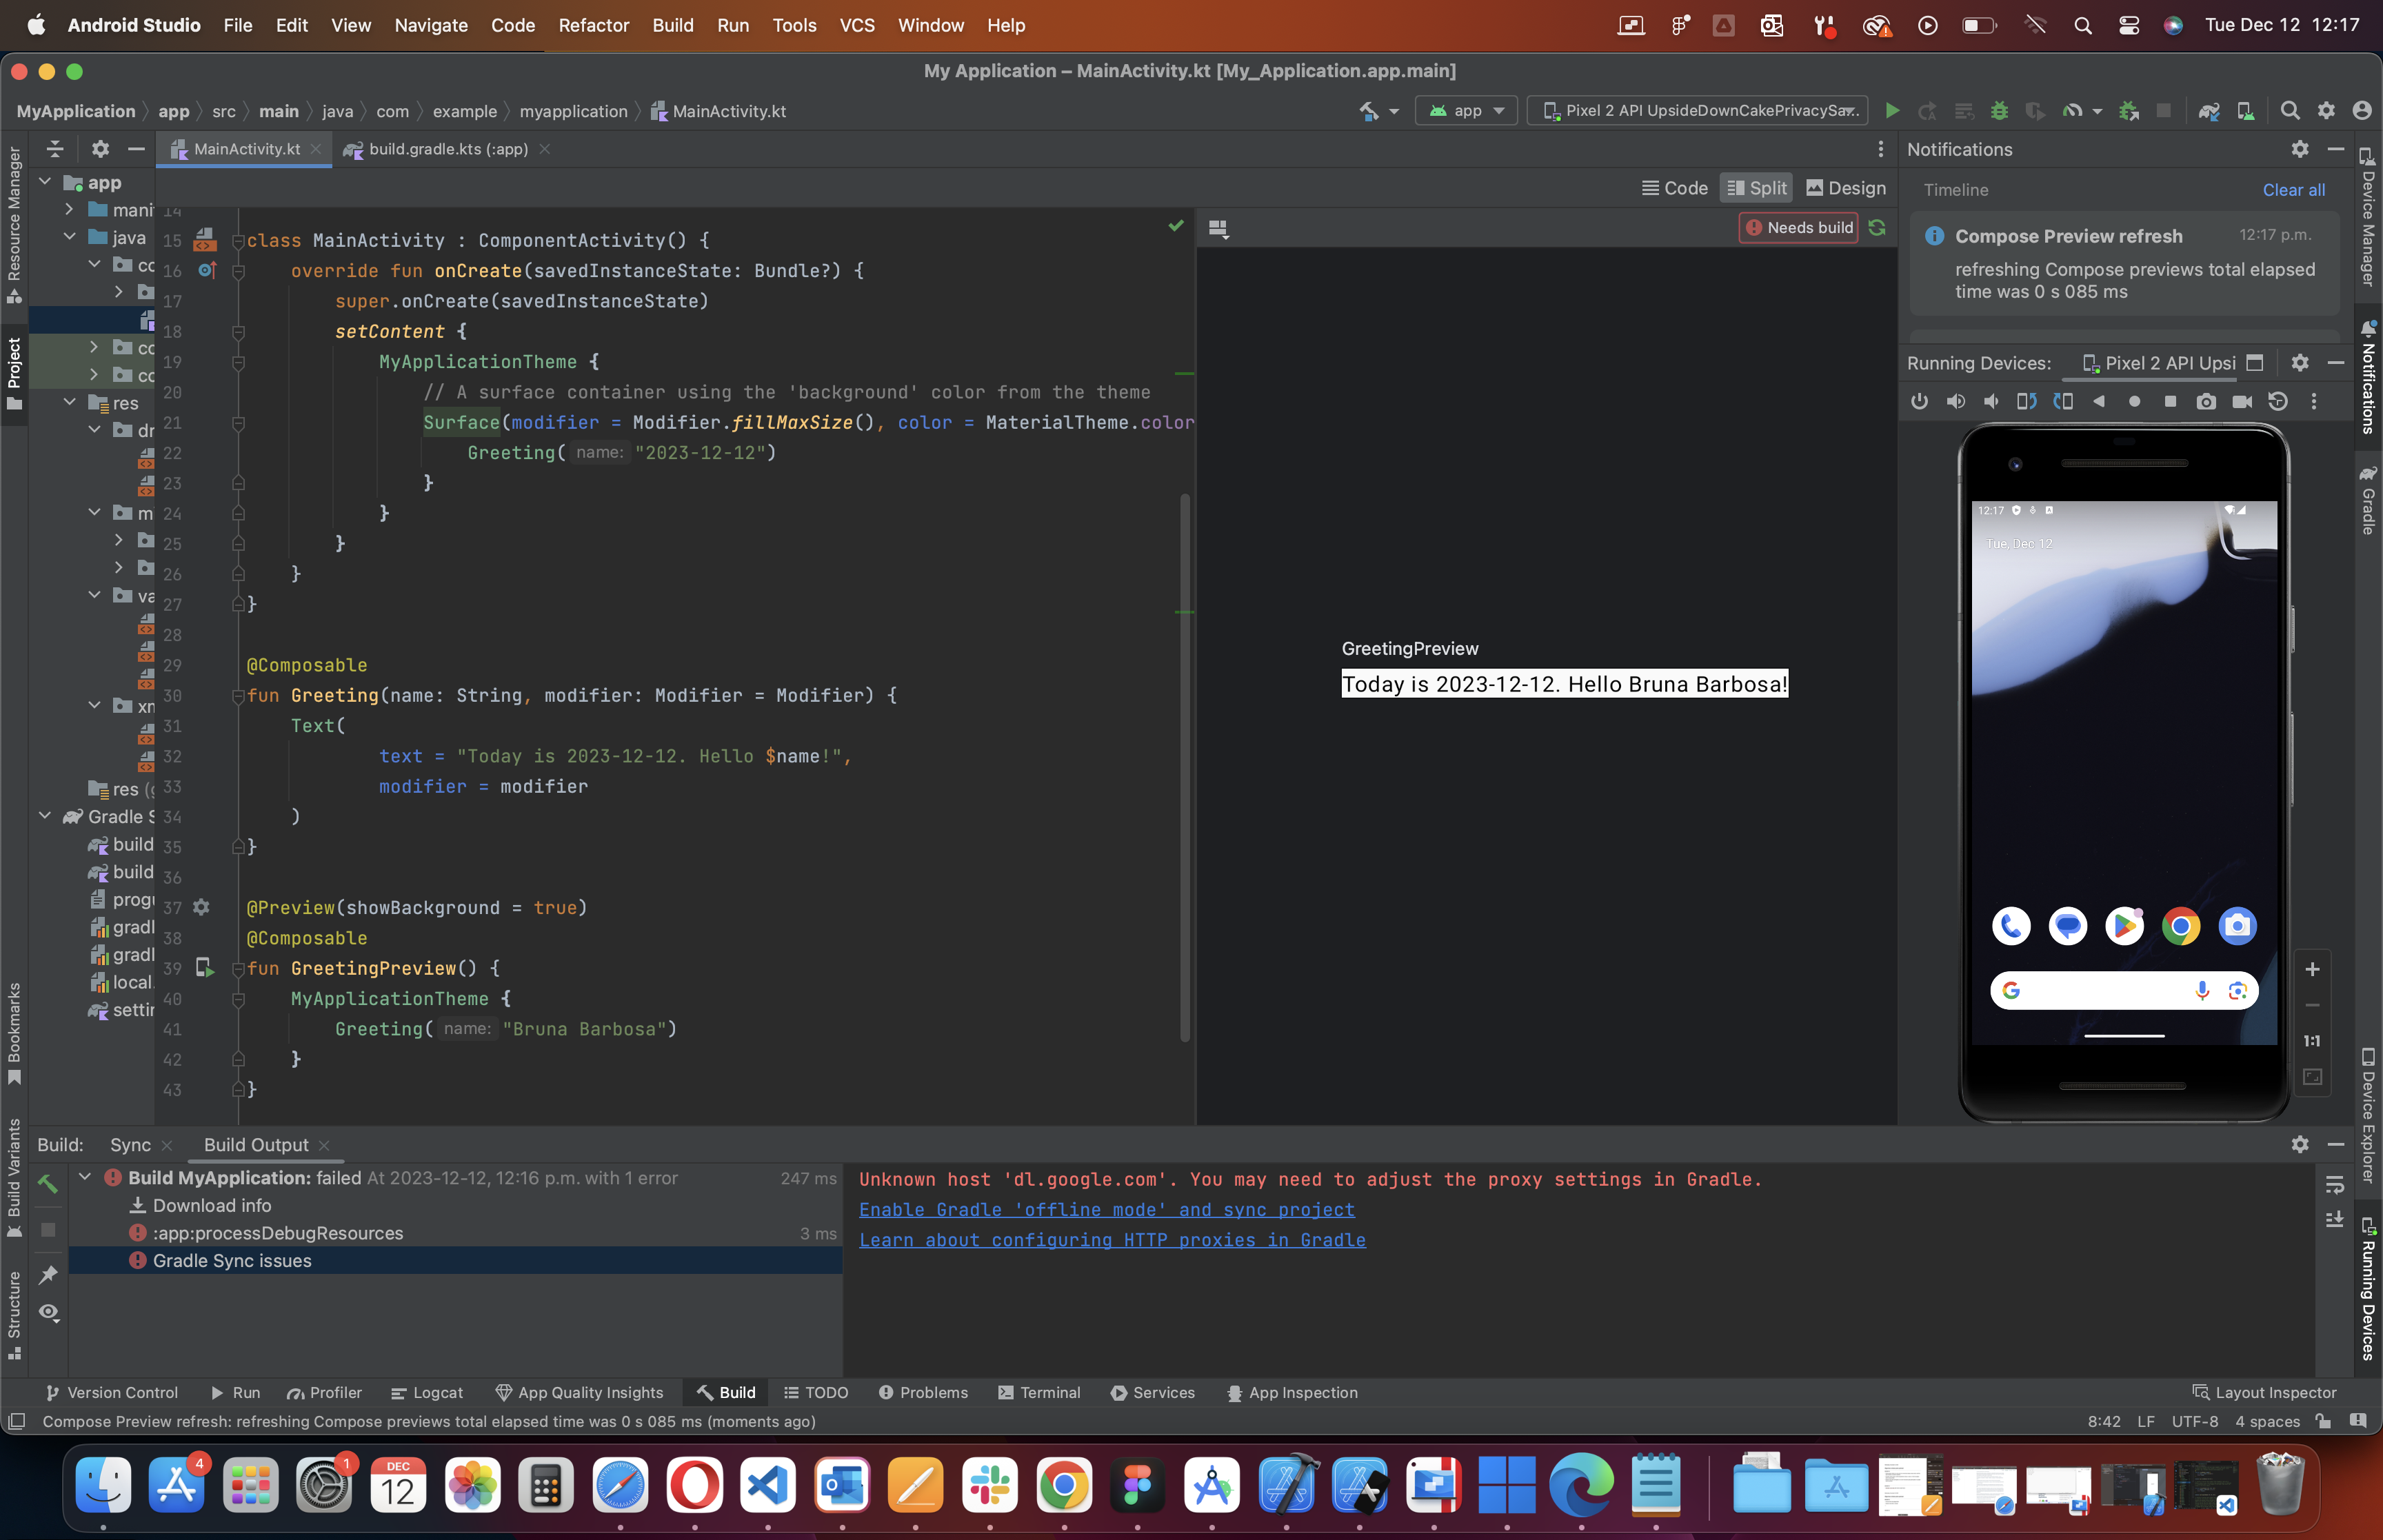 Android Studio File Edit View Navigate Code Refactor Build Run Tools VCS Window Help Tue Dec 12 12:17
My Application – MainActivity.kt [My_Application.app.main]
MyApplication app src main java com example myapplication MainActivity.kt app Pixel 2 API UpsideDownCakePrivacySa..
MainActivity.kt build.gradle.kts (:app)
Code Split Design
Needs build
Resource Manager
Project
Bookmarks
Build Variants
Structure
app
mani
java
co
co
co
res
dr
m
va
xn
res (g
Gradle S
build
build
progu
gradl
gradl
local.
settin
14
15 class MainActivity : ComponentActivity() {
16 override fun onCreate(savedInstanceState: Bundle?) {
17 super.onCreate(savedInstanceState)
18 setContent {
19 MyApplicationTheme {
20 // A surface container using the 'background' color from the theme
21 Surface(modifier = Modifier.fillMaxSize(), color = MaterialTheme.color
22 Greeting( name: "2023-12-12")
23 }
24 }
25 }
26 }
27 }
28
29 @Composable
30 fun Greeting(name: String, modifier: Modifier = Modifier) {
31 Text(
32 text = "Today is 2023-12-12. Hello $name!",
33 modifier = modifier
34 )
35 }
36
37 @Preview(showBackground = true)
38 @Composable
39 fun GreetingPreview() {
40 MyApplicationTheme {
41 Greeting( name: "Bruna Barbosa")
42 }
43 }
GreetingPreview
Today is 2023-12-12. Hello Bruna Barbosa!
Notifications
Timeline Clear all
Compose Preview refresh 12:17 p.m.
refreshing Compose previews total elapsed
time was 0 s 085 ms
Running Devices: Pixel 2 API Upsi
12:17
Tue, Dec 12
1:1
Device Manager
Notifications
Gradle
Device Explorer
Running Devices
Build: Sync Build Output
Build MyApplication: failed At 2023-12-12, 12:16 p.m. with 1 error 247 ms
Download info
:app:processDebugResources 3 ms
Gradle Sync issues
Unknown host 'dl.google.com'. You may need to adjust the proxy settings in Gradle.
Enable Gradle 'offline mode' and sync project
Learn about configuring HTTP proxies in Gradle
Version Control Run Profiler Logcat App Quality Insights Build TODO Problems Terminal Services App Inspection Layout Inspector
Compose Preview refresh: refreshing Compose previews total elapsed time was 0 s 085 ms (moments ago) 8:42 LF UTF-8 4 spaces
4 1 DEC
12